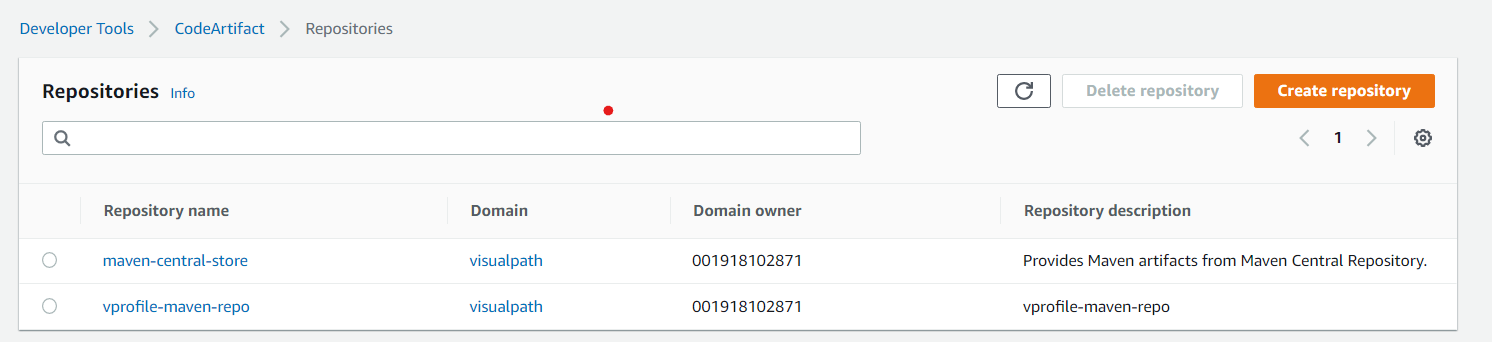 Developer Tools > CodeArtifact > Repositories
Repositories Info
Delete repository
Create repository
1
Repository name Domain Domain owner Repository description
maven-central-store visualpath 001918102871 Provides Maven artifacts from Maven Central Repository.
vprofile-maven-repo visualpath 001918102871 vprofile-maven-repo